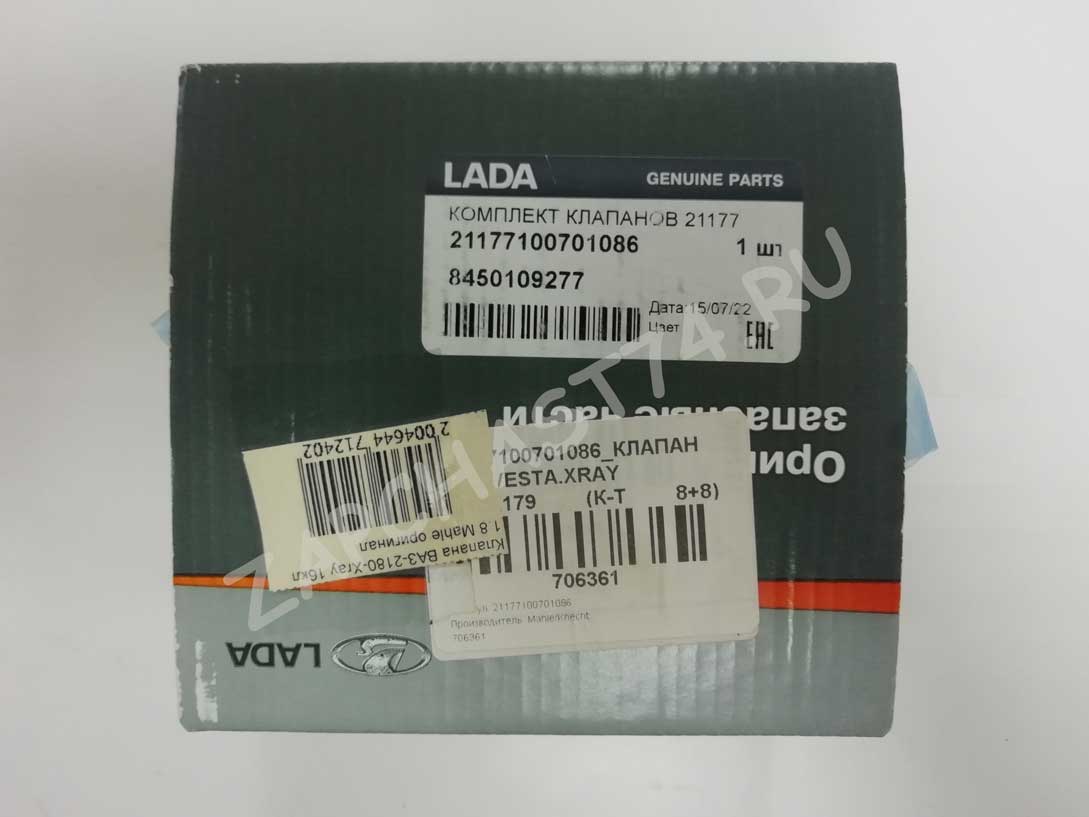 LADA GENUINE PARTS
КОМПЛЕКТ КЛАПАНОВ 21177
21177100701086 1 шт
8450109277
Дата:15/07/22
Цвет
EAC
Оригинальные
запасные части
7100701086_КЛАПАН
VESTA.XRAY
179 (К-Т 8+8)
706361
21177100701086
Производитель: Mahle/Knecht
706361
2 004644 712402
Клапана ВАЗ-2180-Xray 16кл
1.8 Mahle оригинал
LADA
ZAPCHAST74.RU